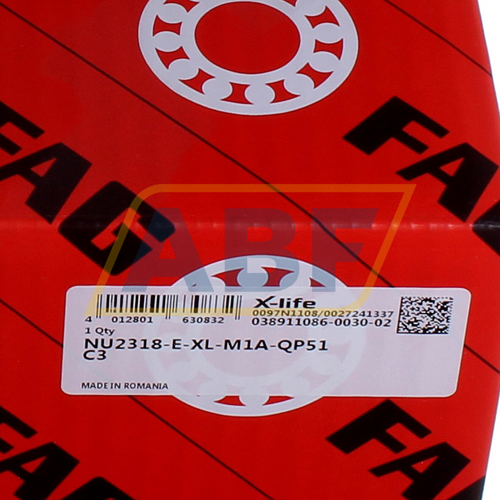 FAG
FAG
ABF
X-life
0097N1108/0027241337
038911086-0030-02
4 012801 630832
1 Qty
NU2318-E-XL-M1A-QP51
C3
MADE IN ROMANIA
FAG
FAG